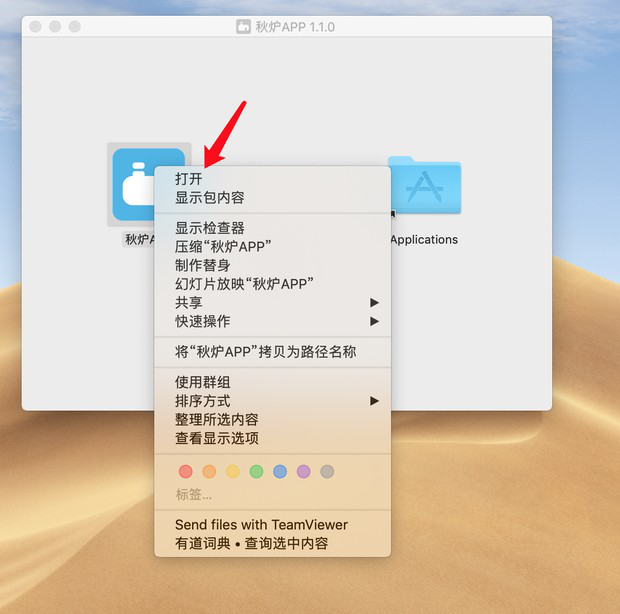 秋炉APP 1.1.0
秋炉A
Applications
打开
显示包内容
显示检查器
压缩“秋炉APP”
制作替身
幻灯片放映“秋炉APP”
共享
快速操作
将“秋炉APP”拷贝为路径名称
使用群组
排序方式
整理所选内容
查看显示选项
标签...
Send files with TeamViewer
有道词典 • 查询选中内容